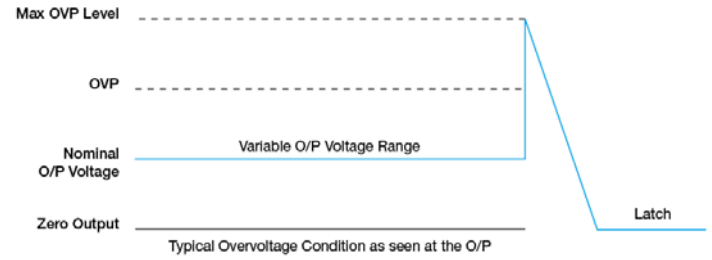 Max OVP Level
OVP
Variable O/P Voltage Range
Nominal
O/P Voltage
Latch
Zero Output
Typical Overvoltage Condition as seen at the O/P